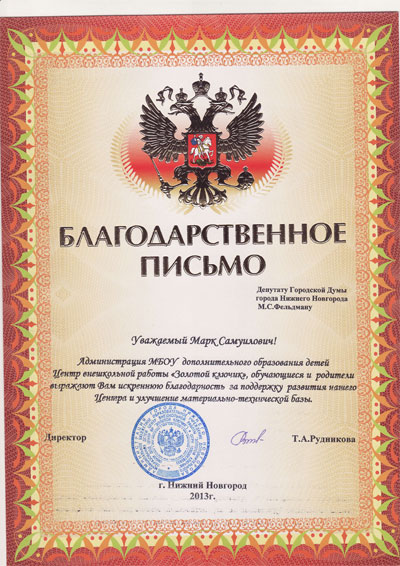 БЛАГОДАРСТВЕННОЕ
ПИСЬМО
Депутату Городской Думы
города Нижнего Новгорода
М.С.Фельдману
Уважаемый Марк Самуилович!
Администрация МБОУ дополнительного образования детей
Центр внешкольной работы «Золотой ключик», обучающиеся и родители
выражают Вам искреннюю благодарность за поддержку развития нашего
Центра и улучшение материально-технической базы.
Директор
Т.А.Рудникова
г. Нижний Новгород
2013г.